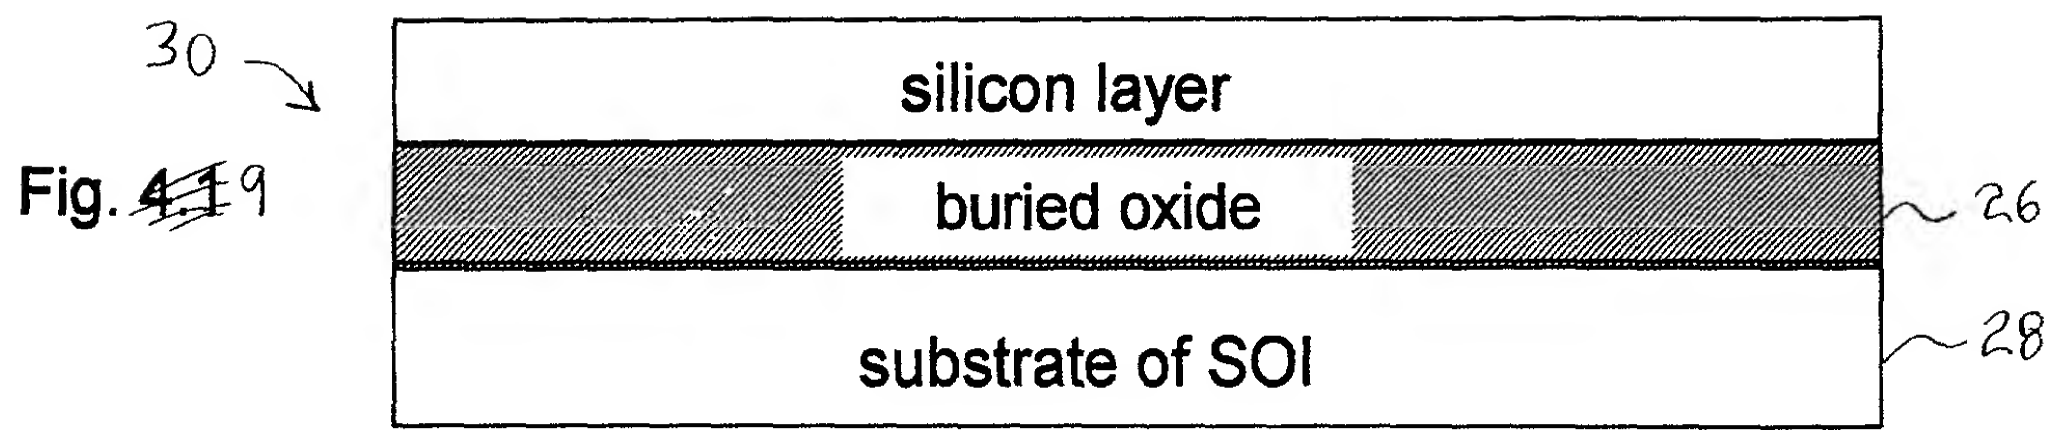 30
silicon layer
Fig. 4.1 9
buried oxide
26
substrate of SOI
28